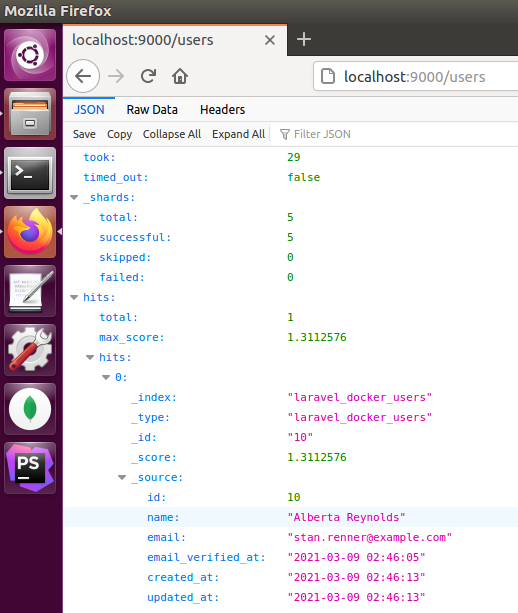 Mozilla Firefox
localhost:9000/users
localhost:9000/users
JSON Raw Data Headers
Save Copy Collapse All Expand All Filter JSON
took: 29
timed_out: false
_shards:
total: 5
successful: 5
skipped: 0
failed: 0
hits:
total: 1
max_score: 1.3112576
hits:
0:
_index: "laravel_docker_users"
_type: "laravel_docker_users"
_id: "10"
_score: 1.3112576
_source:
id: 10
name: "Alberta Reynolds"
email: "stan.renner@example.com"
email_verified_at: "2021-03-09 02:46:05"
created_at: "2021-03-09 02:46:13"
updated_at: "2021-03-09 02:46:13"
PS